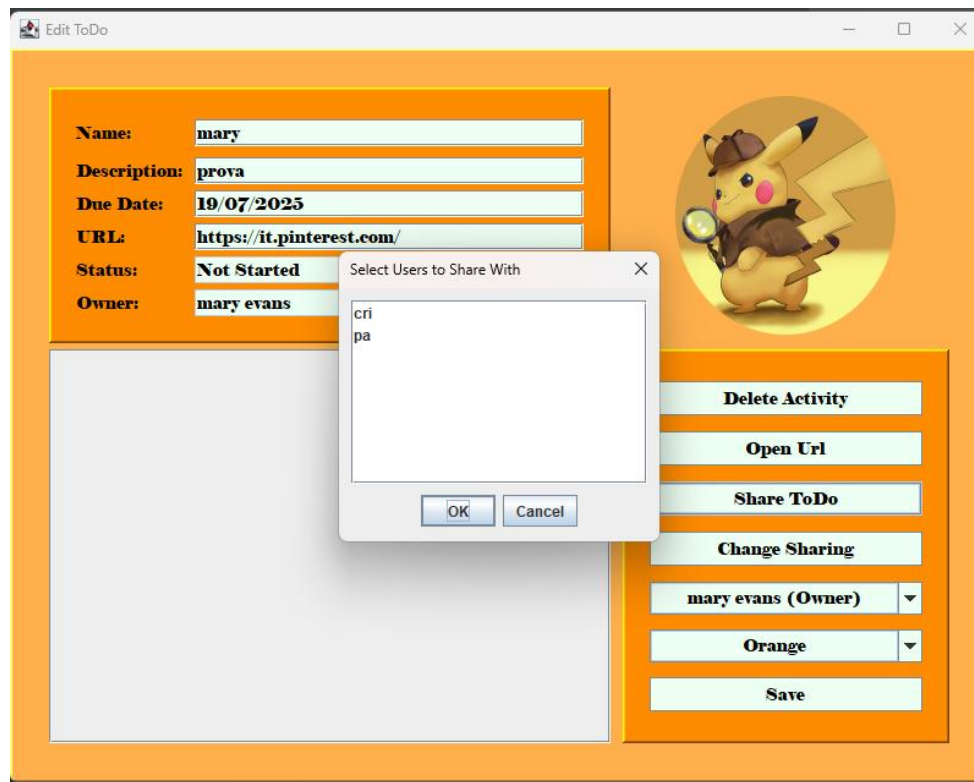 Edit ToDo
Name: mary
Description: prova
Due Date: 19/07/2025
URL: https://it.pinterest.com/
Status: Not Started
Owner: mary evans
Select Users to Share With
cri
pa
OK Cancel
Delete Activity
Open Url
Share ToDo
Change Sharing
mary evans (Owner)
Orange
Save